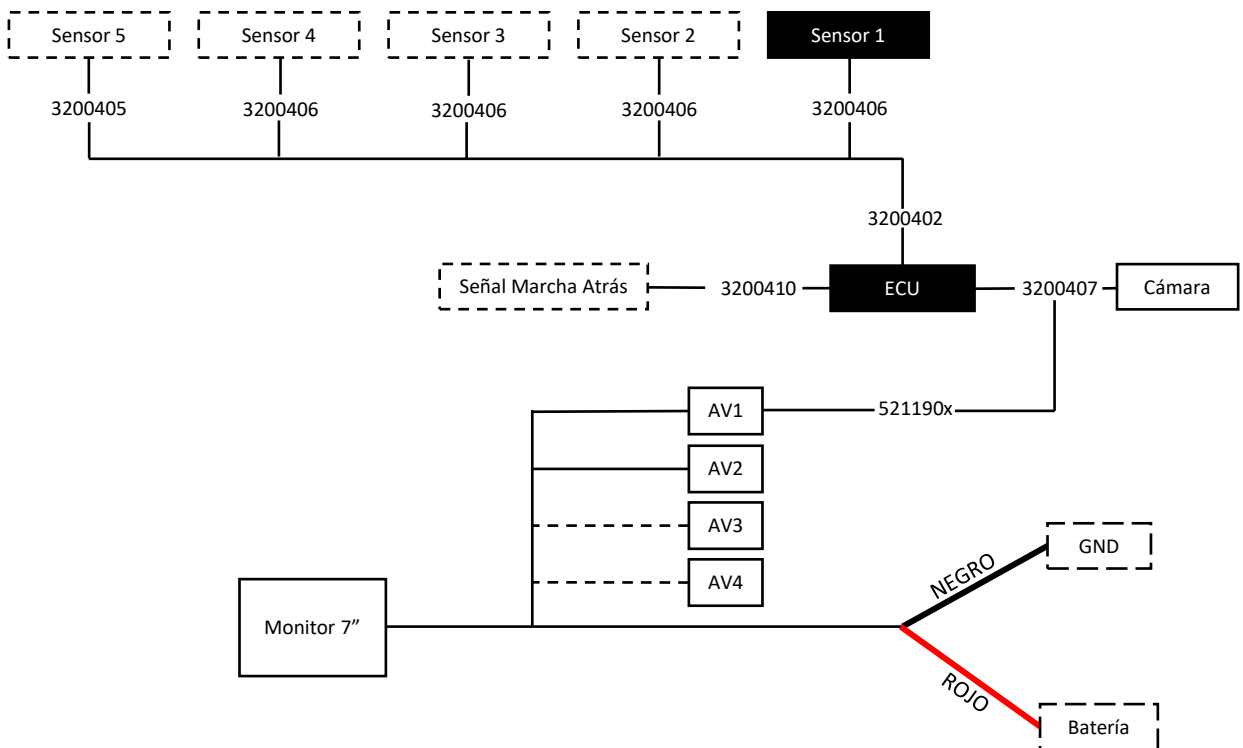 Sensor 5
Sensor 4
Sensor 3
Sensor 2
Sensor 1
3200405
3200406
3200406
3200406
3200406
3200402
Señal Marcha Atrás
3200410
ECU
3200407
Cámara
AV1
521190x
AV2
AV3
AV4
GND
NEGRO
Monitor 7”
ROJO
Batería